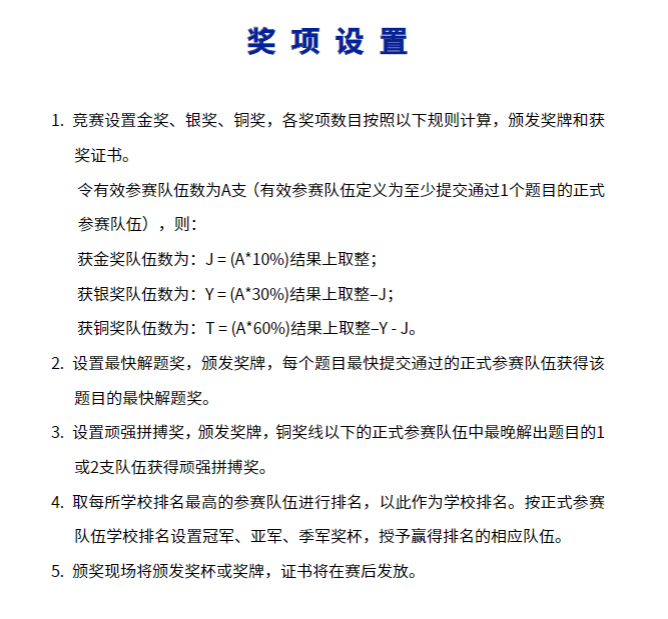 奖项设置
1. 竞赛设置金奖、银奖、铜奖，各奖项数目按照以下规则计算，颁发奖牌和获
奖证书。
令有效参赛队伍数为A支（有效参赛队伍定义为至少提交通过1个题目的正式
参赛队伍），则：
获金奖队伍数为：J = (A*10%)结果上取整；
获银奖队伍数为：Y = (A*30%)结果上取整–J；
获铜奖队伍数为：T = (A*60%)结果上取整–Y - J。
2. 设置最快解题奖，颁发奖牌，每个题目最快提交通过的正式参赛队伍获得该
题目的最快解题奖。
3. 设置顽强拼搏奖，颁发奖牌，铜奖线以下的正式参赛队伍中最晚解出题目的1
或2支队伍获得顽强拼搏奖。
4. 取每所学校排名最高的参赛队伍进行排名，以此作为学校排名。按正式参赛
队伍学校排名设置冠军、亚军、季军奖杯，授予赢得排名的相应队伍。
5. 颁奖现场将颁发奖杯或奖牌，证书将在赛后发放。